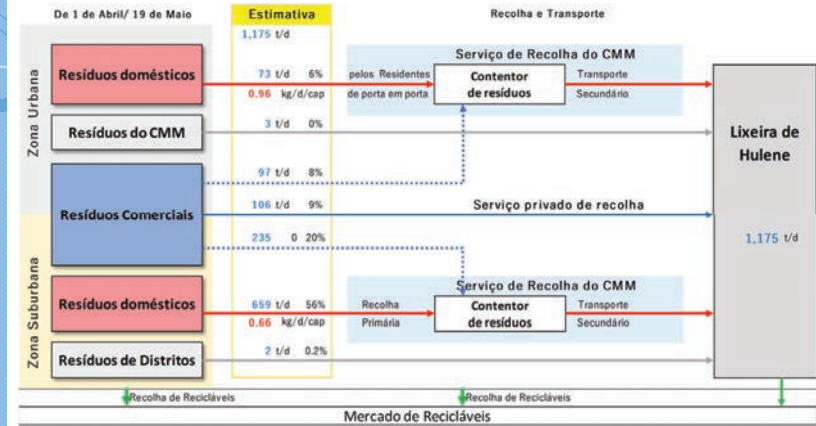 De 1 de Abril/ 19 de Maio
Estimativa
Recolha e Transporte
1,175 t/d
Zona Urbana
Resíduos domésticos
73 t/d 6%
0.96 kg/d/cap
pelos Residentes
de porta em porta
Serviço de Recolha do CMM
Contentor
de resíduos
Transporte
Secundário
Resíduos do CMM
3 t/d 0%
Lixeira de
Hulene
1,175 t/d
Resíduos Comerciais
97 t/d 8%
106 t/d 9%
Serviço privado de recolha
235 0 20%
Zona Suburbana
Resíduos domésticos
659 t/d 56%
0.66 kg/d/cap
Recolha
Primária
Serviço de Recolha do CMM
Contentor
de resíduos
Transporte
Secundário
Resíduos de Distritos
2 t/d 0.2%
Recolha de Recicláveis
Recolha de Recicláveis
Mercado de Recicláveis